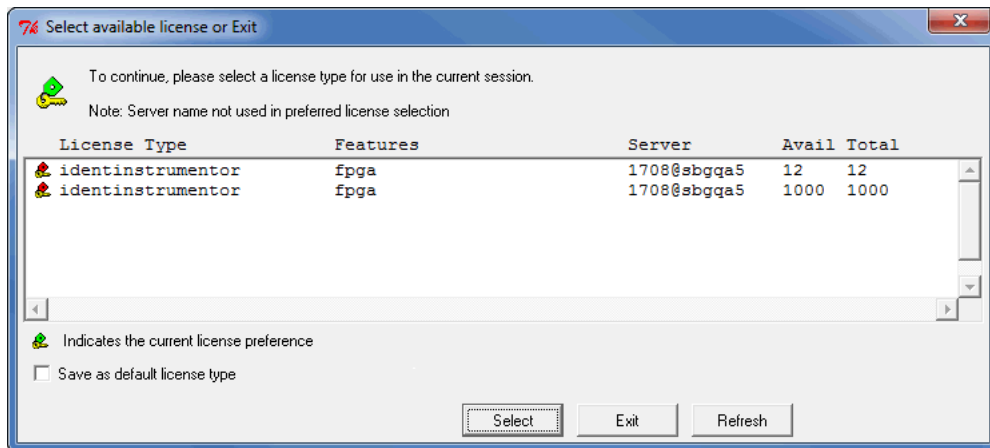 Select available license or Exit
To continue, please select a license type for use in the current session.
Note: Server name not used in preferred license selection
License Type Features Server Avail Total
identinstrumentor fpga 1708@sbgqa5 12 12
identinstrumentor fpga 1708@sbgqa5 1000 1000
Indicates the current license preference
Save as default license type
Select Exit Refresh